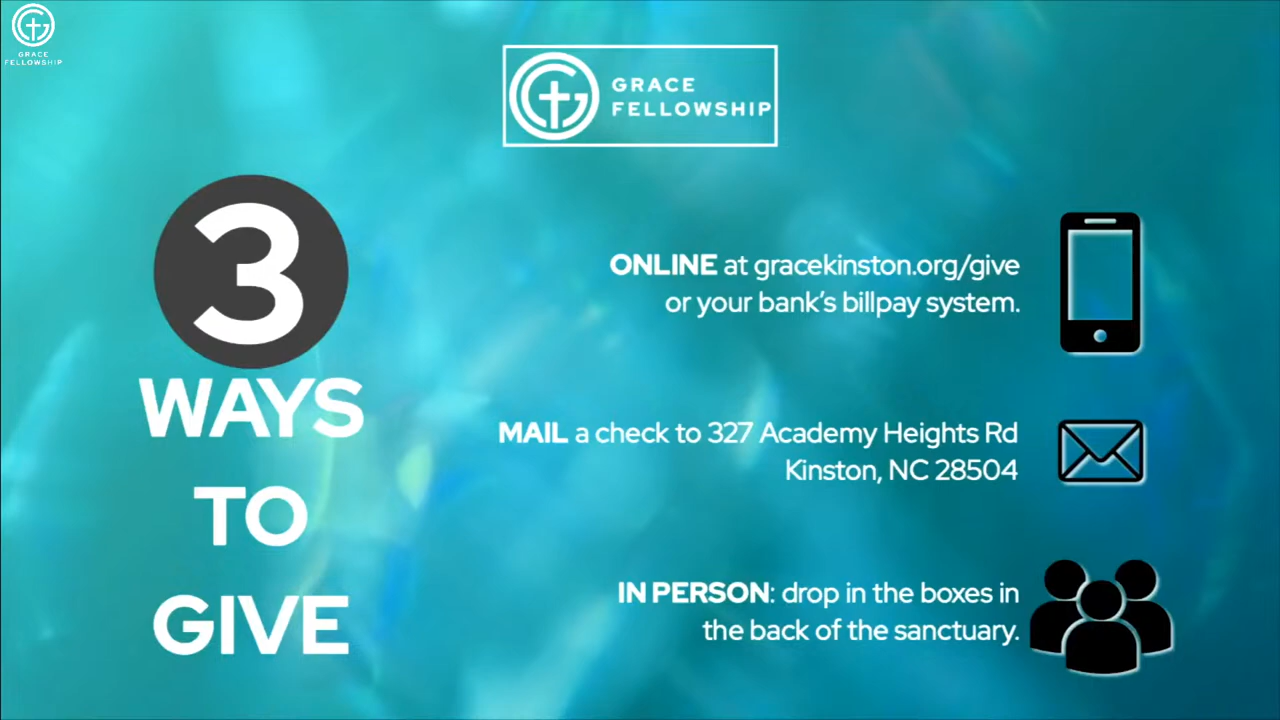 GRACE
FELLOWSHIP
GRACE
FELLOWSHIP
3
WAYS
TO
GIVE
ONLINE at gracekinston.org/give
or your bank's billpay system.
MAIL a check to 327 Academy Heights Rd
Kinston, NC 28504
IN PERSON: drop in the boxes in
the back of the sanctuary.